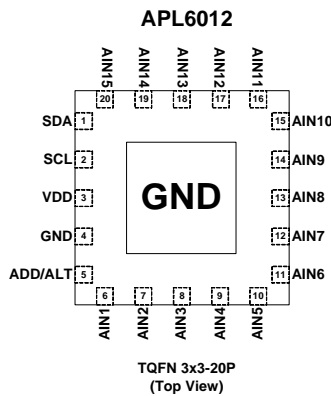 APL6012
AIN15
AIN14
AIN13
AIN12
AIN11
20
19
18
17
16
SDA 1
15 AIN10
SCL 2
14 AIN9
VDD 3
13 AIN8
GND
GND 4
12 AIN7
ADD/ALT 5
11 AIN6
6
7
8
9
10
AIN1
AIN2
AIN3
AIN4
AIN5
TQFN 3x3-20P
(Top View)